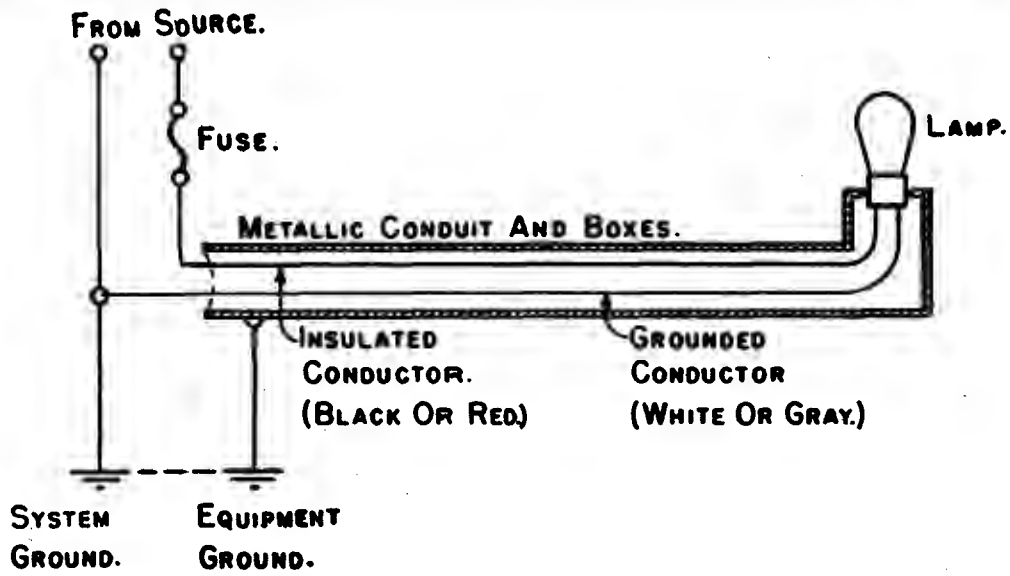 FROM SOURCE.
FUSE.
LAMP.
METALLIC CONDUIT AND BOXES.
INSULATED
CONDUCTOR.
(BLACK OR RED.)
GROUNDED
CONDUCTOR
(WHITE OR GRAY.)
SYSTEM
GROUND.
EQUIPMENT
GROUND.